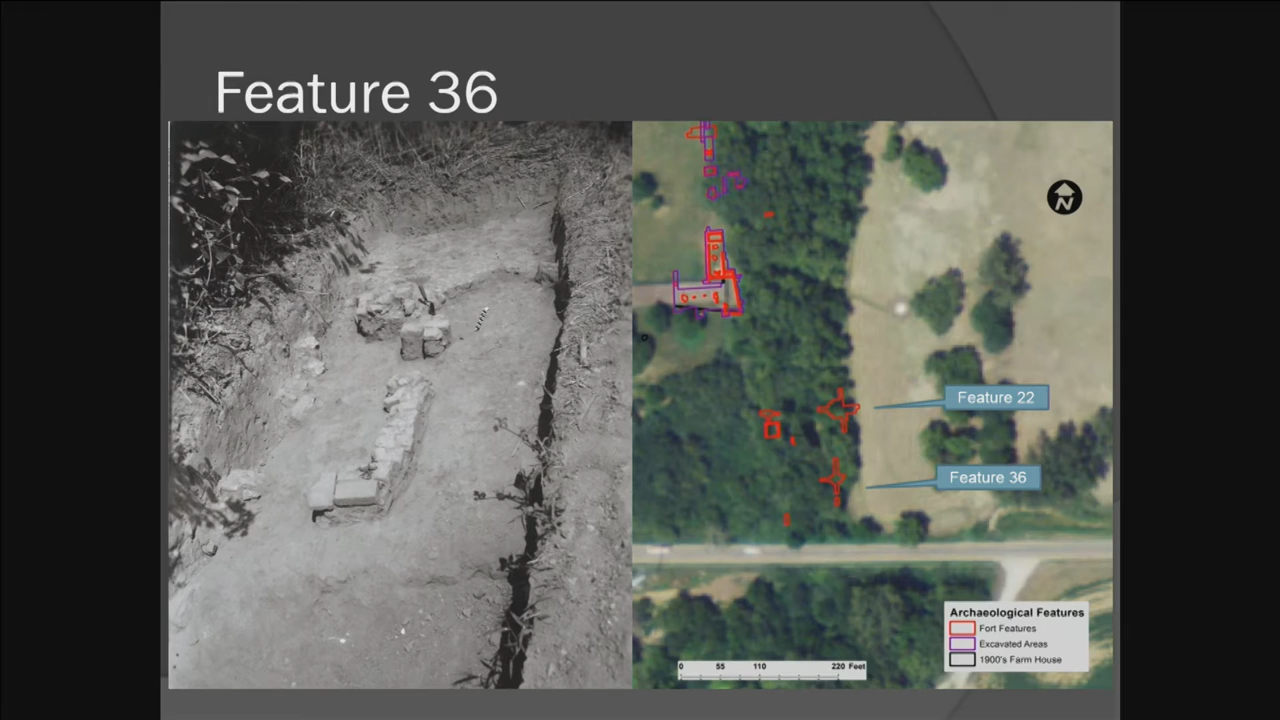 Feature 36
N
Feature 22
Feature 36
Archaeological Features
Fort Features
Excavated Areas
1900's Farm House
0 55 110 220 Feet